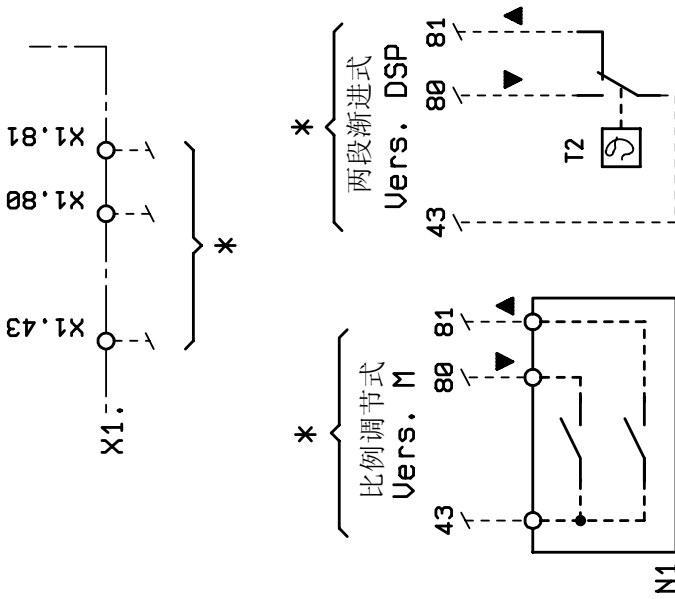 X1.81
X1.80
X1.43
X1.
*
*
两段渐进式
Vers. DSP
81
80
43
T2
*
比例调节式
Vers. M
81
80
43
N1